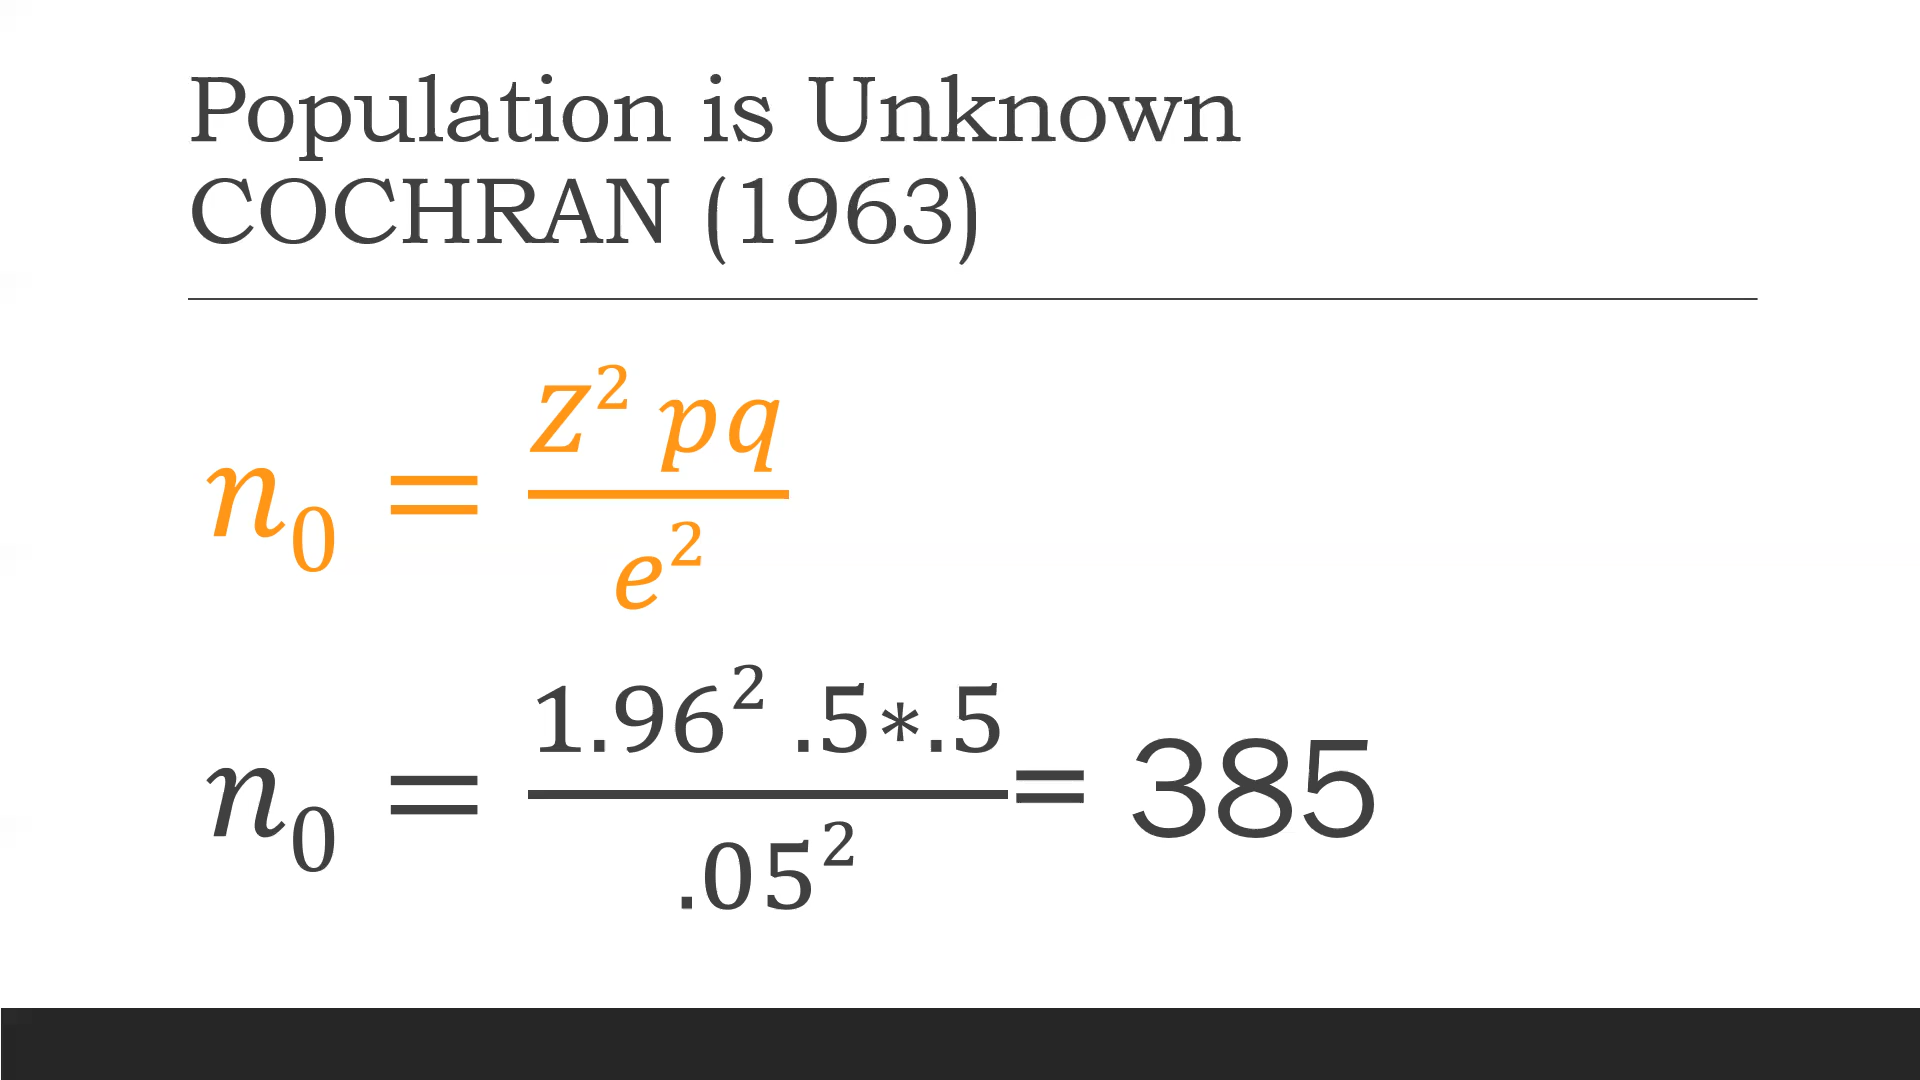 Population is Unknown
COCHRAN (1963)
n₀ = Z² pq / e²
n₀ = 1.96² .5*.5 / .05² = 385